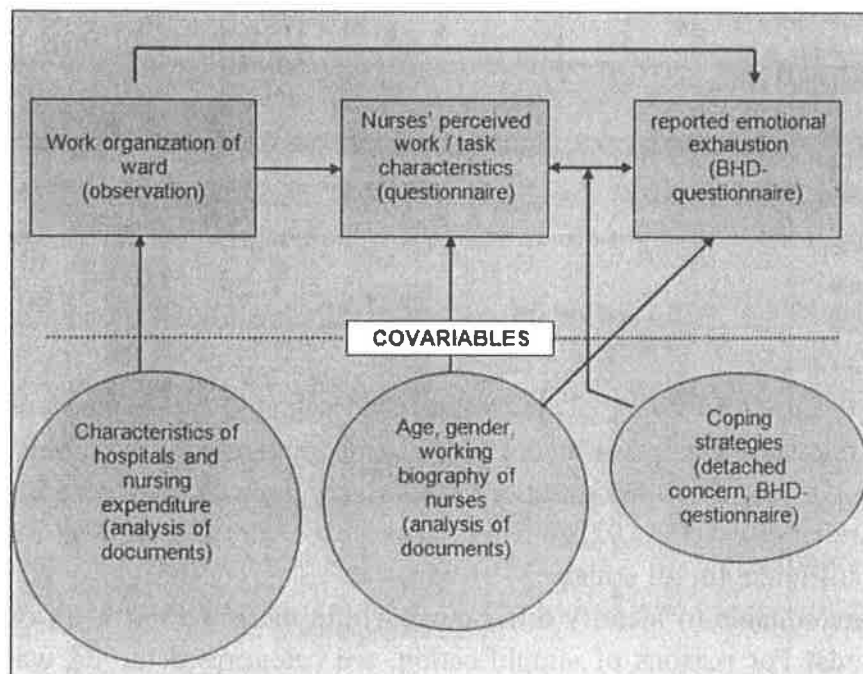 Work organization of
ward
(observation)
Nurses' perceived
work / task
characteristics
(questionnaire)
reported emotional
exhaustion
(BHD-
questionnaire)
COVARIABLES
Characteristics of
hospitals and
nursing
expenditure
(analysis of
documents)
Age, gender,
working
biography of
nurses
(analysis of
documents)
Coping
strategies
(detached
concern, BHD-
qestionnaire)